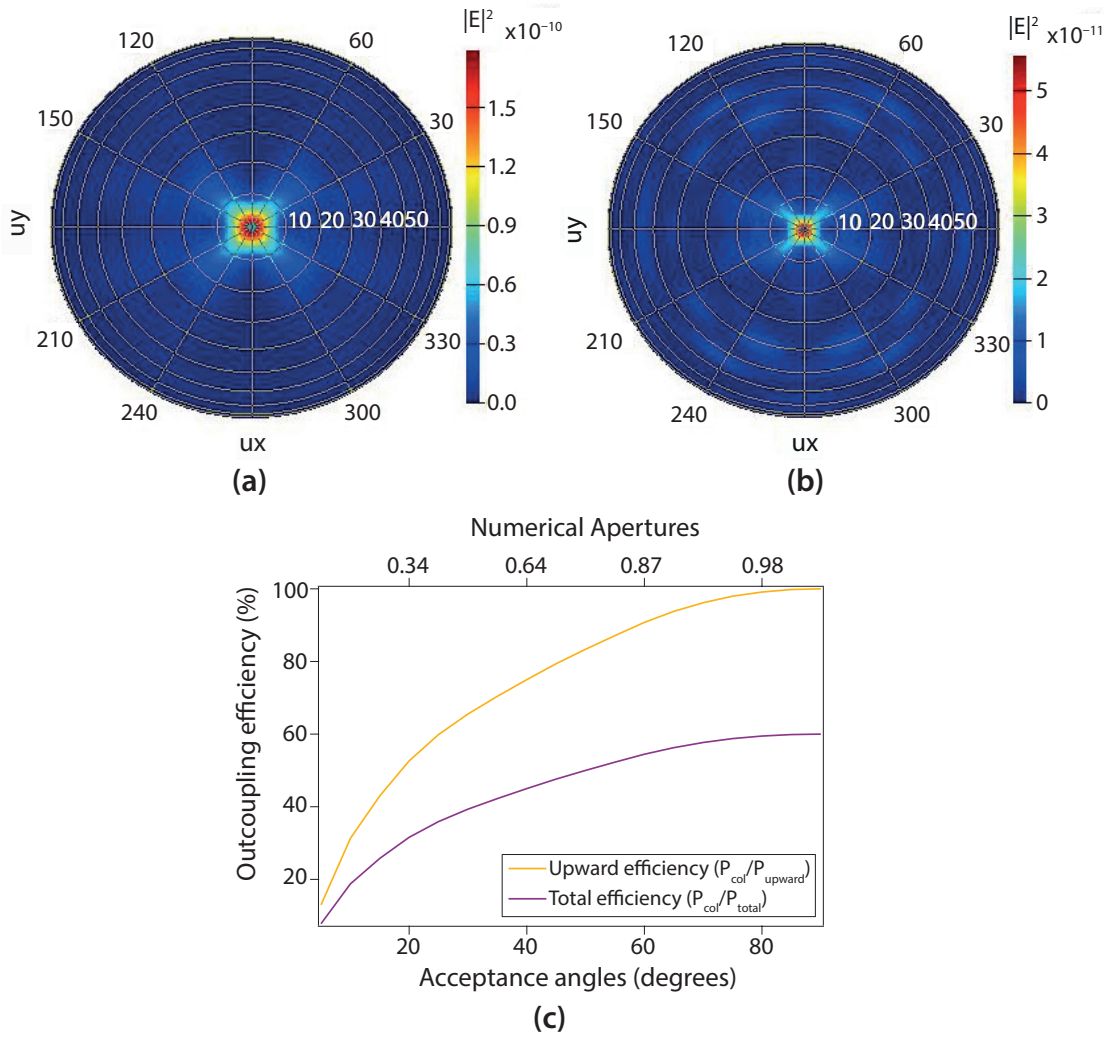 |E|² x10⁻¹⁰
120 60
150 30
10 20 30 40 50
uy
210 330
240 300
ux
1.5
1.2
0.9
0.6
0.3
0.0
(a)
|E|² x10⁻¹¹
120 60
150 30
10 20 30 40 50
uy
210 330
240 300
ux
5
4
3
2
1
0
(b)
Numerical Apertures
0.34 0.64 0.87 0.98
Outcoupling efficiency (%)
100
80
60
40
20
Upward efficiency (P_col/P_upward)
Total efficiency (P_col/P_total)
20 40 60 80
Acceptance angles (degrees)
(c)